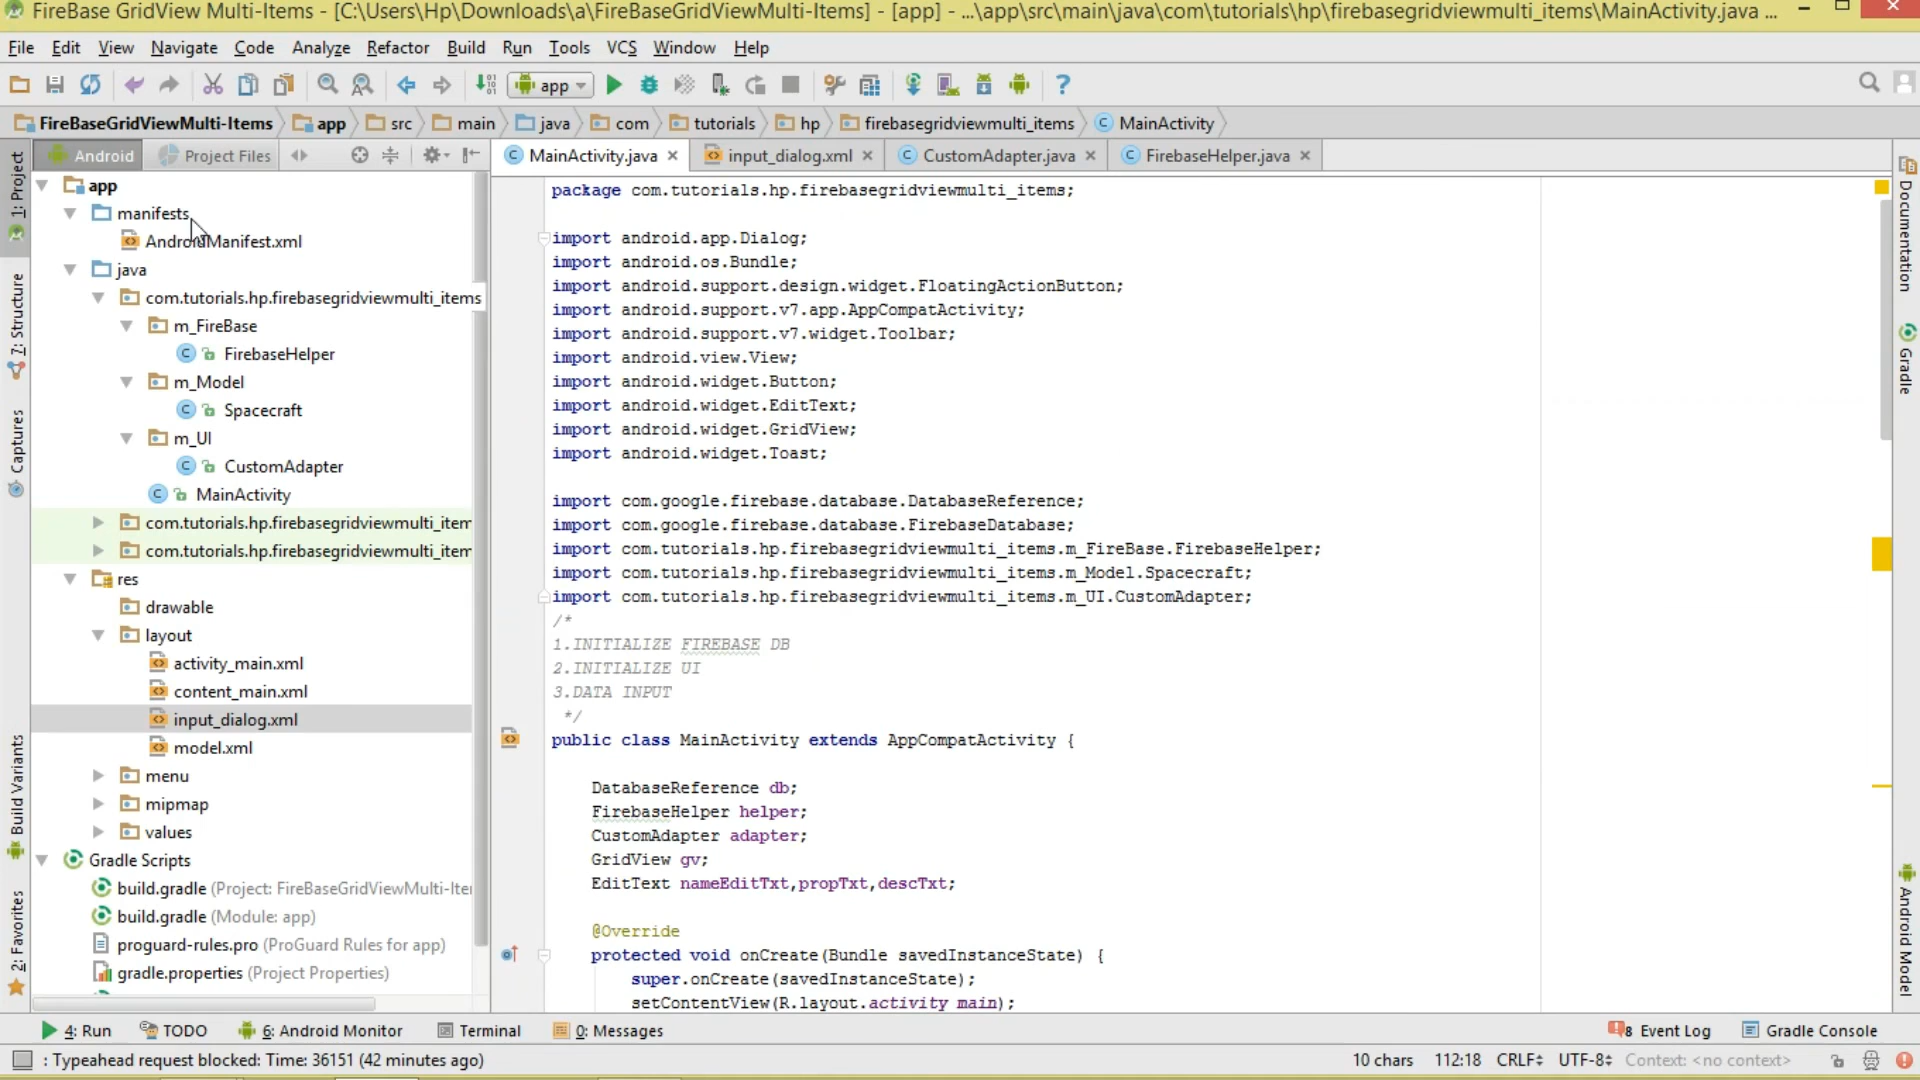 FireBase GridView Multi-Items - [C:\Users\Hp\Downloads\a\FireBaseGridViewMulti-Items] - [app] - ...\app\src\main\java\com\tutorials\hp\firebasegridviewmulti_items\MainActivity.java ...
File Edit View Navigate Code Analyze Refactor Build Run Tools VCS Window Help
app
FireBaseGridViewMulti-Items app src main java com tutorials hp firebasegridviewmulti_items MainActivity
Android Project Files
MainActivity.java input_dialog.xml CustomAdapter.java FirebaseHelper.java
1: Project
7: Structure
Captures
Build Variants
2: Favorites
app
manifests
AndroidManifest.xml
java
com.tutorials.hp.firebasegridviewmulti_items
m_FireBase
FirebaseHelper
m_Model
Spacecraft
m_UI
CustomAdapter
MainActivity
com.tutorials.hp.firebasegridviewmulti_item
com.tutorials.hp.firebasegridviewmulti_item
res
drawable
layout
activity_main.xml
content_main.xml
input_dialog.xml
model.xml
menu
mipmap
values
Gradle Scripts
build.gradle (Project: FireBaseGridViewMulti-Iter
build.gradle (Module: app)
proguard-rules.pro (ProGuard Rules for app)
gradle.properties (Project Properties)
package com.tutorials.hp.firebasegridviewmulti_items;
import android.app.Dialog;
import android.os.Bundle;
import android.support.design.widget.FloatingActionButton;
import android.support.v7.app.AppCompatActivity;
import android.support.v7.widget.Toolbar;
import android.view.View;
import android.widget.Button;
import android.widget.EditText;
import android.widget.GridView;
import android.widget.Toast;
import com.google.firebase.database.DatabaseReference;
import com.google.firebase.database.FirebaseDatabase;
import com.tutorials.hp.firebasegridviewmulti_items.m_FireBase.FirebaseHelper;
import com.tutorials.hp.firebasegridviewmulti_items.m_Model.Spacecraft;
import com.tutorials.hp.firebasegridviewmulti_items.m_UI.CustomAdapter;
/*
1.INITIALIZE FIREBASE DB
2.INITIALIZE UI
3.DATA INPUT
*/
public class MainActivity extends AppCompatActivity {
DatabaseReference db;
FirebaseHelper helper;
CustomAdapter adapter;
GridView gv;
EditText nameEditTxt,propTxt,descTxt;
@Override
protected void onCreate(Bundle savedInstanceState) {
super.onCreate(savedInstanceState);
setContentView(R.layout.activity_main);
Documentation
Gradle
Android Model
4: Run TODO 6: Android Monitor Terminal 0: Messages 8 Event Log Gradle Console
: Typeahead request blocked: Time: 36151 (42 minutes ago) 10 chars 112:18 CRLF UTF-8 Context: <no context>